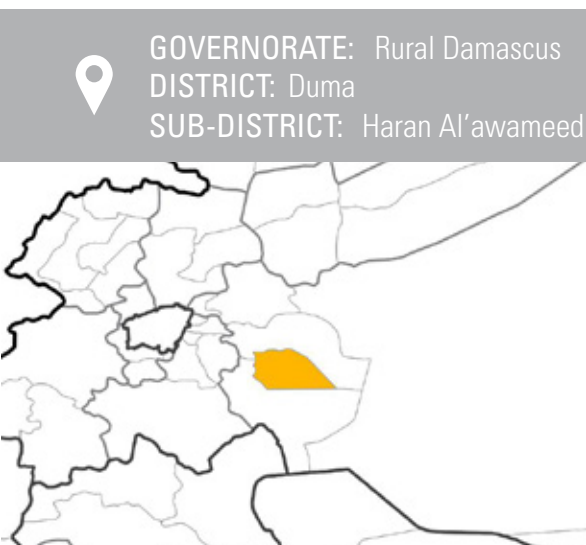 GOVERNORATE: Rural Damascus
DISTRICT: Duma
SUB-DISTRICT: Haran Al'awameed